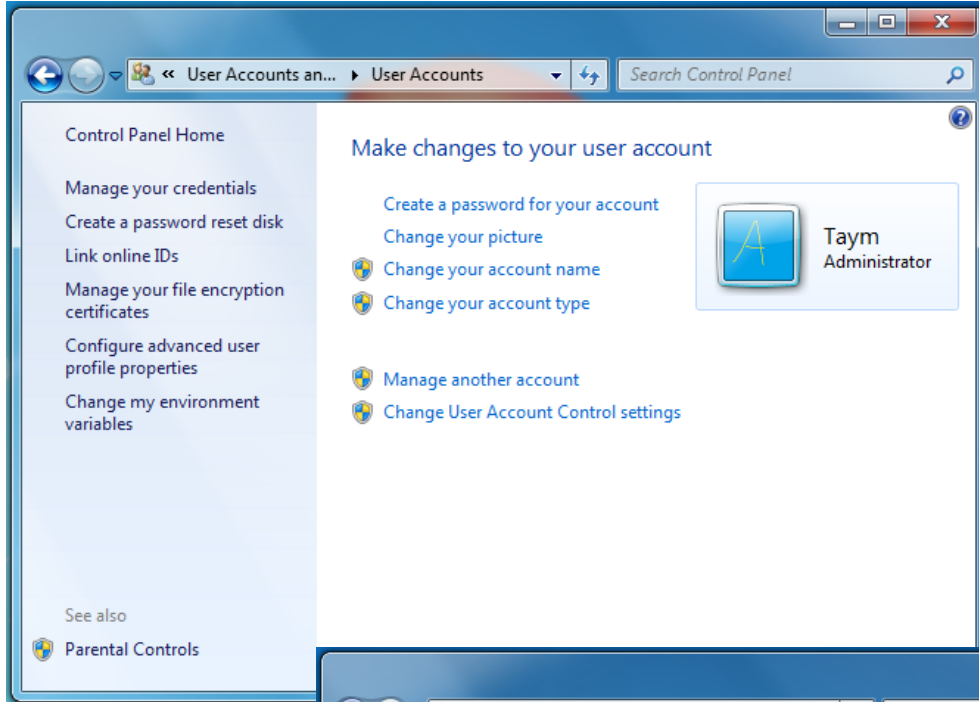 « User Accounts an... ▸ User Accounts
Search Control Panel
Control Panel Home
Manage your credentials
Create a password reset disk
Link online IDs
Manage your file encryption
certificates
Configure advanced user
profile properties
Change my environment
variables
See also
Parental Controls
Make changes to your user account
Create a password for your account
Change your picture
Change your account name
Change your account type
Manage another account
Change User Account Control settings
A
Taym
Administrator